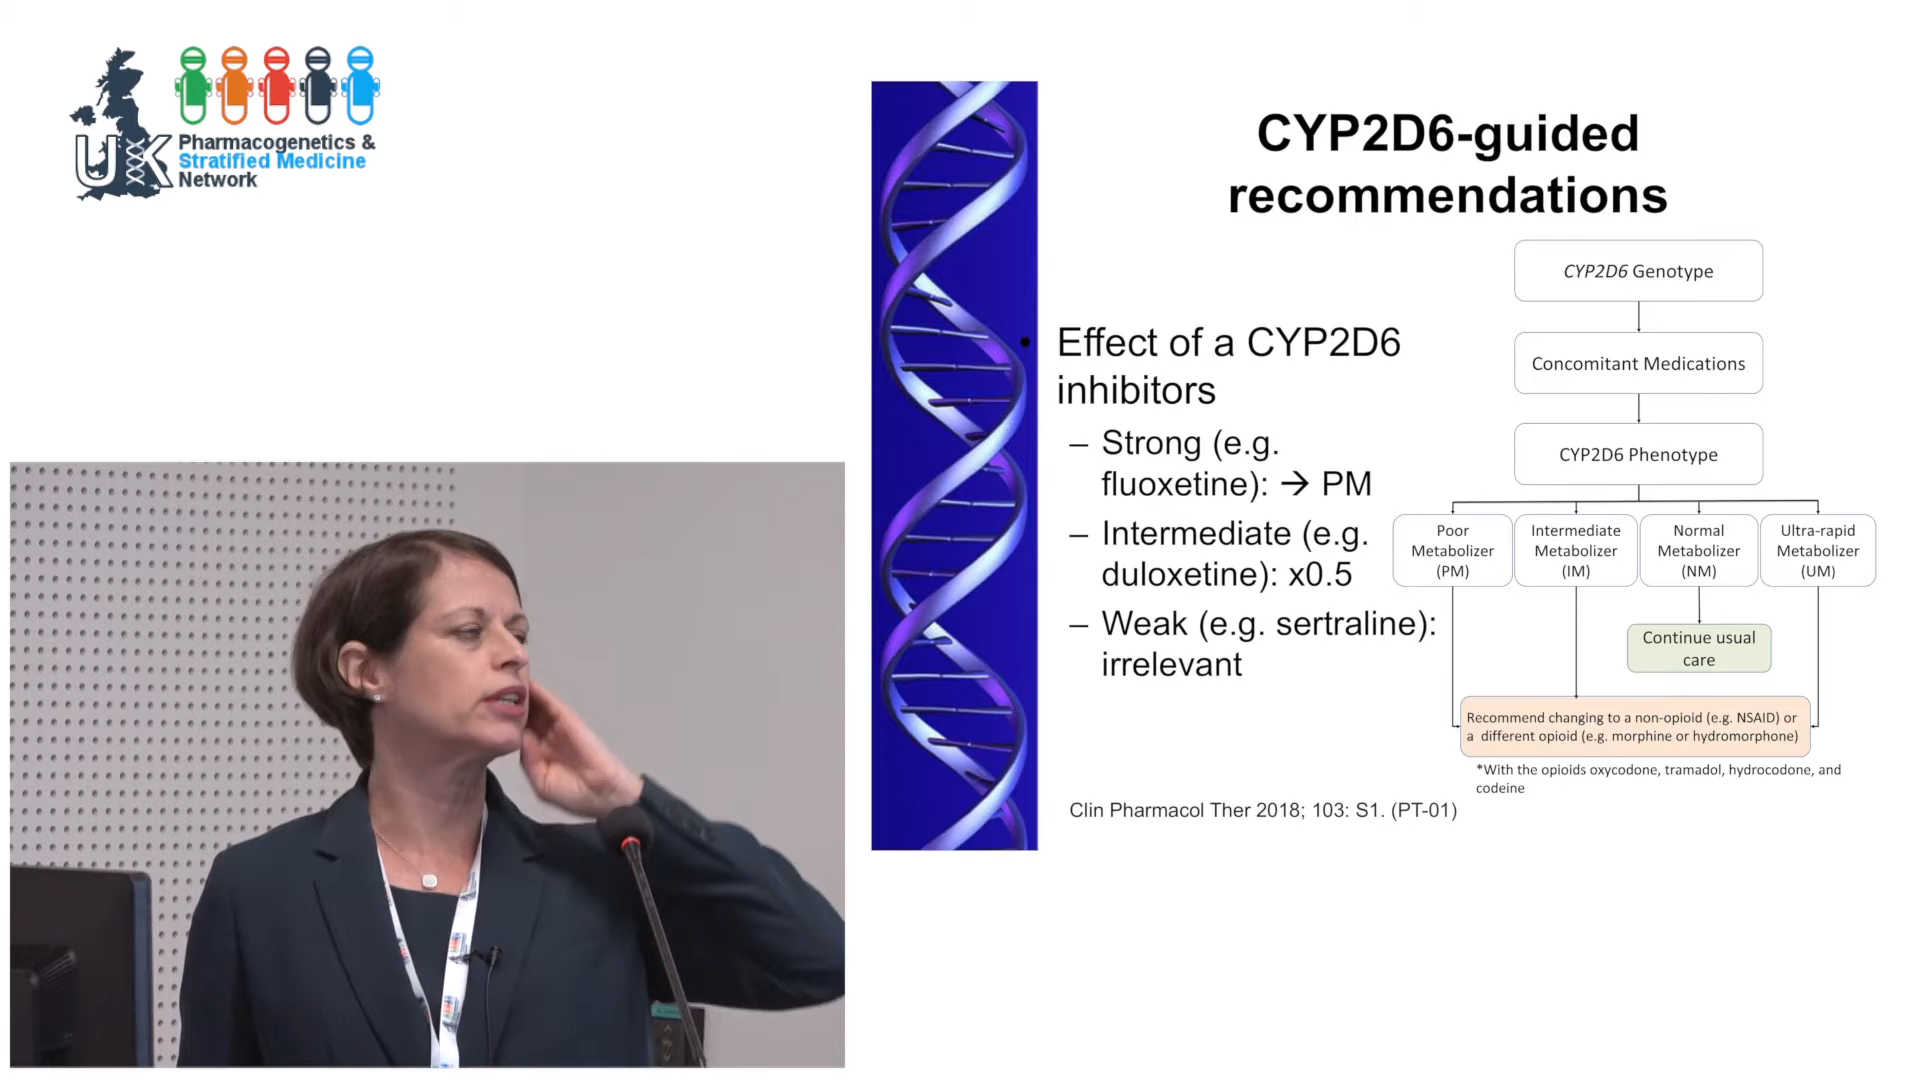 UK
Pharmacogenetics &
Stratified Medicine
Network
CYP2D6-guided
recommendations
• Effect of a CYP2D6
inhibitors
– Strong (e.g.
fluoxetine): → PM
– Intermediate (e.g.
duloxetine): x0.5
– Weak (e.g. sertraline):
irrelevant
CYP2D6 Genotype
Concomitant Medications
CYP2D6 Phenotype
Poor
Metabolizer
(PM)
Intermediate
Metabolizer
(IM)
Normal
Metabolizer
(NM)
Ultra-rapid
Metabolizer
(UM)
Continue usual
care
Recommend changing to a non-opioid (e.g. NSAID) or
a different opioid (e.g. morphine or hydromorphone)
*With the opioids oxycodone, tramadol, hydrocodone, and
codeine
Clin Pharmacol Ther 2018; 103: S1. (PT-01)